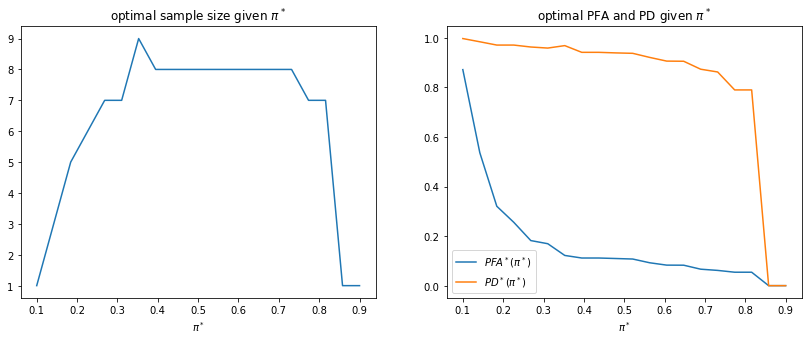 optimal sample size given π*
9
8
7
6
5
4
3
2
1
0.1 0.2 0.3 0.4 0.5 0.6 0.7 0.8 0.9
π*
optimal PFA and PD given π*
1.0
0.8
0.6
0.4
0.2
0.0
PFA*(π*)
PD*(π*)
0.1 0.2 0.3 0.4 0.5 0.6 0.7 0.8 0.9
π*